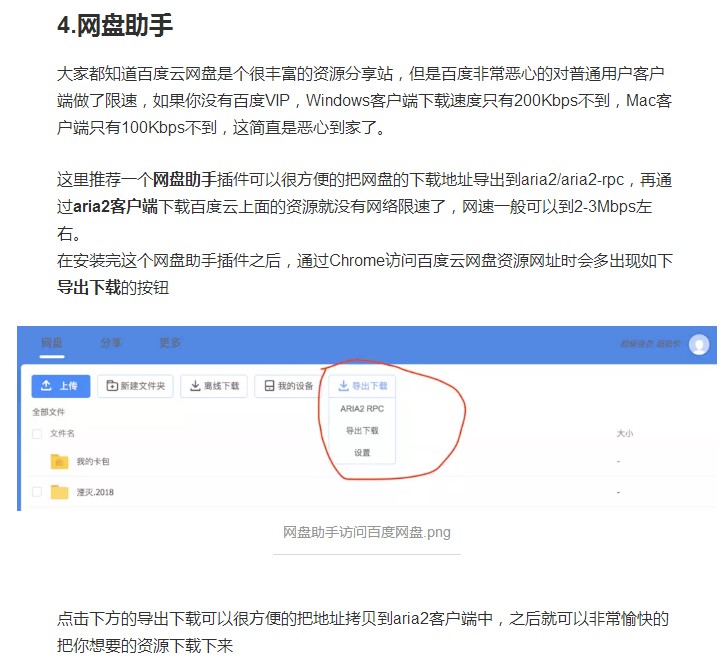 4.网盘助手
大家都知道百度云网盘是个很丰富的资源分享站，但是百度非常恶心的对普通用户客户
端做了限速，如果你没有百度VIP，Windows客户端下载速度只有200Kbps不到，Mac客
户端只有100Kbps不到，这简直是恶心到家了。
这里推荐一个网盘助手插件可以很方便的把网盘的下载地址导出到aria2/aria2-rpc，再通
过aria2客户端下载百度云上面的资源就没有网络限速了，网速一般可以到2-3Mbps左
右。
在安装完这个网盘助手插件之后，通过Chrome访问百度云网盘资源网址时会多出现如下
导出下载的按钮
网盘 分享 更多
上传 新建文件夹 离线下载 我的设备 导出下载
全部文件
ARIA2 RPC
文件名 大小
导出下载
设置
我的卡包 -
湮灭.2018 -
网盘助手访问百度网盘.png
点击下方的导出下载可以很方便的把地址拷贝到aria2客户端中，之后就可以非常愉快的
把你想要的资源下载下来